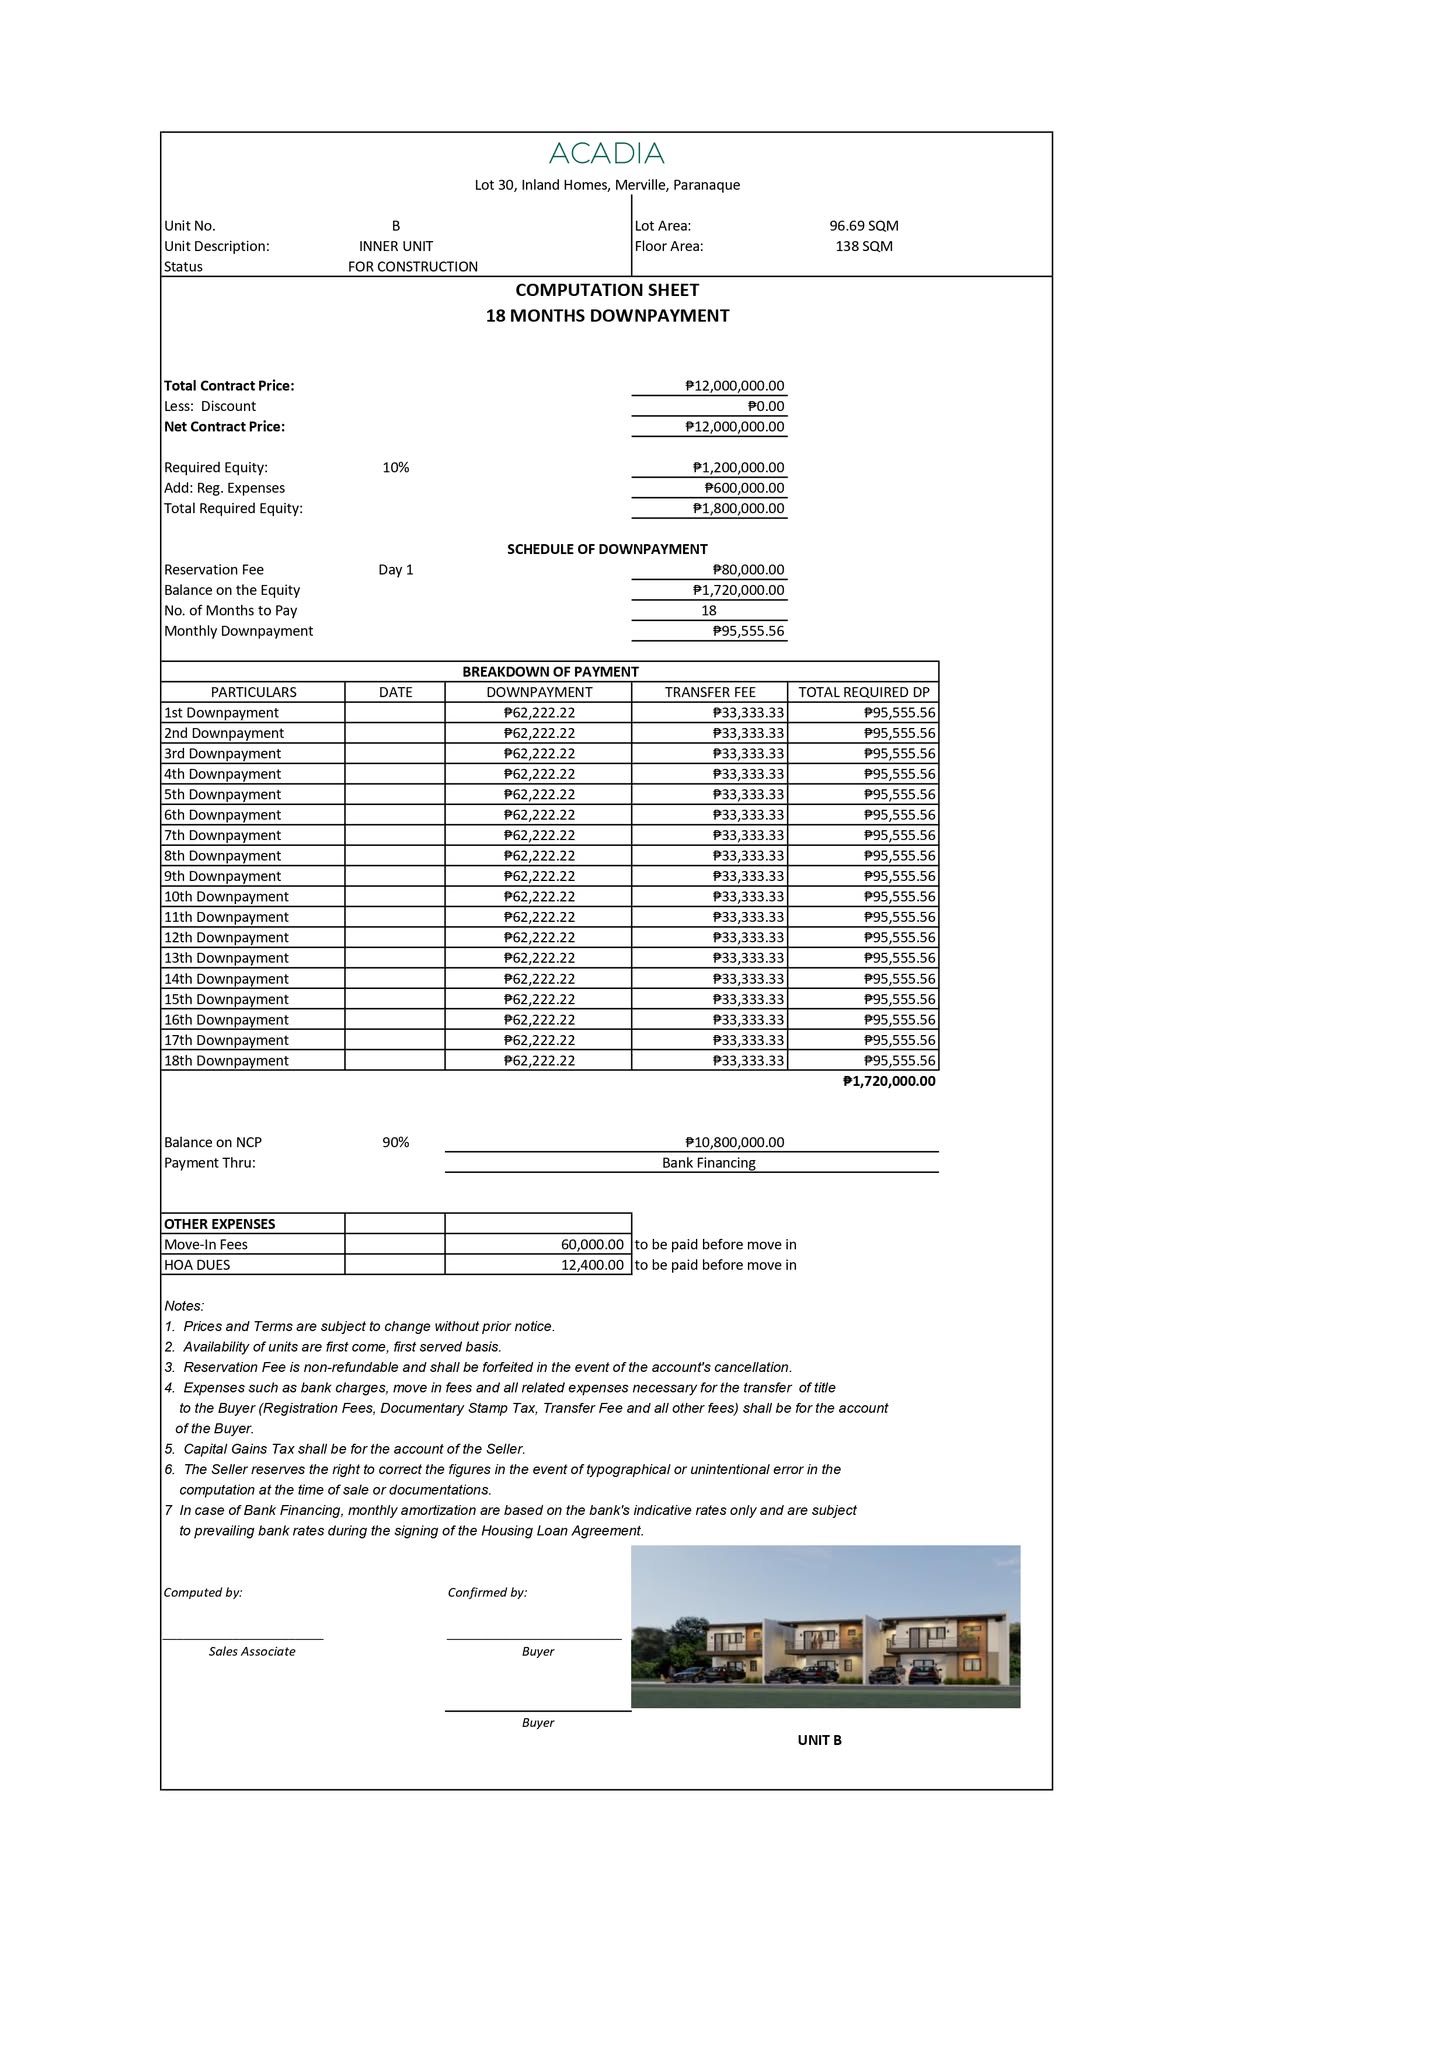 ACADIA
Lot 30, Inland Homes, Merville, Paranaque
Unit No. B Lot Area: 96.69 SQM
Unit Description: INNER UNIT Floor Area: 138 SQM
Status FOR CONSTRUCTION
COMPUTATION SHEET
18 MONTHS DOWNPAYMENT
Total Contract Price: ₱12,000,000.00
Less: Discount ₱0.00
Net Contract Price: ₱12,000,000.00
Required Equity: 10% ₱1,200,000.00
Add: Reg. Expenses ₱600,000.00
Total Required Equity: ₱1,800,000.00
SCHEDULE OF DOWNPAYMENT
Reservation Fee Day 1 ₱80,000.00
Balance on the Equity ₱1,720,000.00
No. of Months to Pay 18
Monthly Downpayment ₱95,555.56
BREAKDOWN OF PAYMENT
PARTICULARS DATE DOWNPAYMENT TRANSFER FEE TOTAL REQUIRED DP
1st Downpayment ₱62,222.22 ₱33,333.33 ₱95,555.56
2nd Downpayment ₱62,222.22 ₱33,333.33 ₱95,555.56
3rd Downpayment ₱62,222.22 ₱33,333.33 ₱95,555.56
4th Downpayment ₱62,222.22 ₱33,333.33 ₱95,555.56
5th Downpayment ₱62,222.22 ₱33,333.33 ₱95,555.56
6th Downpayment ₱62,222.22 ₱33,333.33 ₱95,555.56
7th Downpayment ₱62,222.22 ₱33,333.33 ₱95,555.56
8th Downpayment ₱62,222.22 ₱33,333.33 ₱95,555.56
9th Downpayment ₱62,222.22 ₱33,333.33 ₱95,555.56
10th Downpayment ₱62,222.22 ₱33,333.33 ₱95,555.56
11th Downpayment ₱62,222.22 ₱33,333.33 ₱95,555.56
12th Downpayment ₱62,222.22 ₱33,333.33 ₱95,555.56
13th Downpayment ₱62,222.22 ₱33,333.33 ₱95,555.56
14th Downpayment ₱62,222.22 ₱33,333.33 ₱95,555.56
15th Downpayment ₱62,222.22 ₱33,333.33 ₱95,555.56
16th Downpayment ₱62,222.22 ₱33,333.33 ₱95,555.56
17th Downpayment ₱62,222.22 ₱33,333.33 ₱95,555.56
18th Downpayment ₱62,222.22 ₱33,333.33 ₱95,555.56
₱1,720,000.00
Balance on NCP 90% ₱10,800,000.00
Payment Thru: Bank Financing
OTHER EXPENSES
Move-In Fees 60,000.00 to be paid before move in
HOA DUES 12,400.00 to be paid before move in
Notes:
1. Prices and Terms are subject to change without prior notice.
2. Availability of units are first come, first served basis.
3. Reservation Fee is non-refundable and shall be forfeited in the event of the account's cancellation.
4. Expenses such as bank charges, move in fees and all related expenses necessary for the transfer of title
to the Buyer (Registration Fees, Documentary Stamp Tax, Transfer Fee and all other fees) shall be for the account
of the Buyer.
5. Capital Gains Tax shall be for the account of the Seller.
6. The Seller reserves the right to correct the figures in the event of typographical or unintentional error in the
computation at the time of sale or documentations.
7 In case of Bank Financing, monthly amortization are based on the bank's indicative rates only and are subject
to prevailing bank rates during the signing of the Housing Loan Agreement.
Computed by: Confirmed by:
Sales Associate Buyer
Buyer
UNIT B